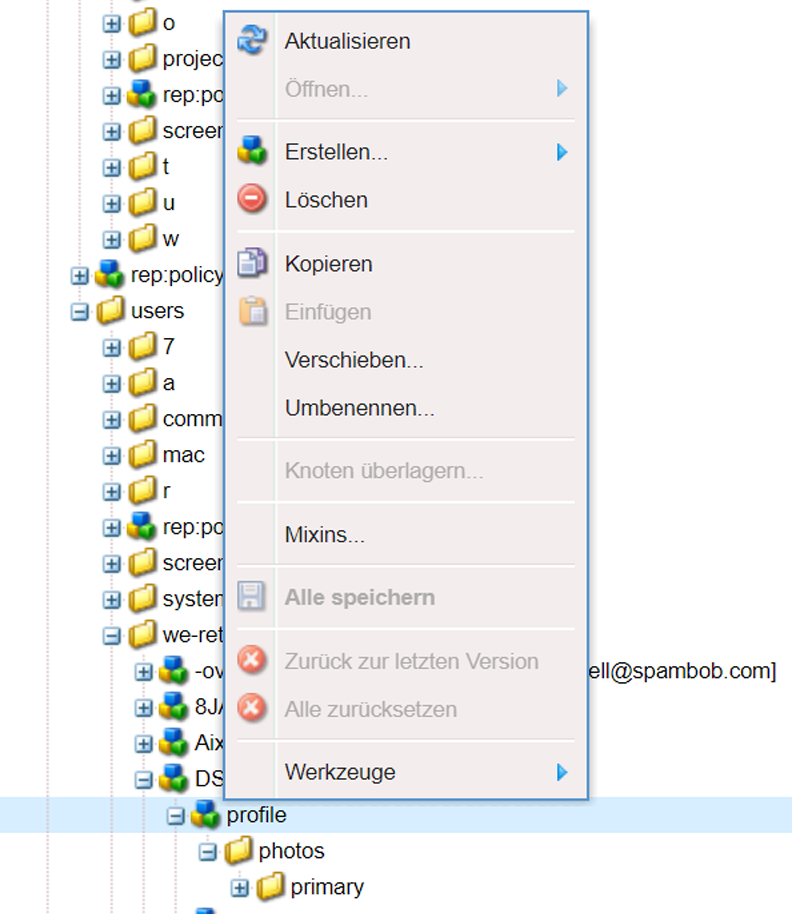 o
projec
rep:po
screer
t
u
w
rep:policy
users
7
a
comm
mac
r
rep:po
screer
system
we-ret
-ov
ell@spambob.com]
8JA
Aix
DS
profile
photos
primary
Aktualisieren
Öffnen...
Erstellen...
Löschen
Kopieren
Einfügen
Verschieben...
Umbenennen...
Knoten überlagern...
Mixins...
Alle speichern
Zurück zur letzten Version
Alle zurücksetzen
Werkzeuge